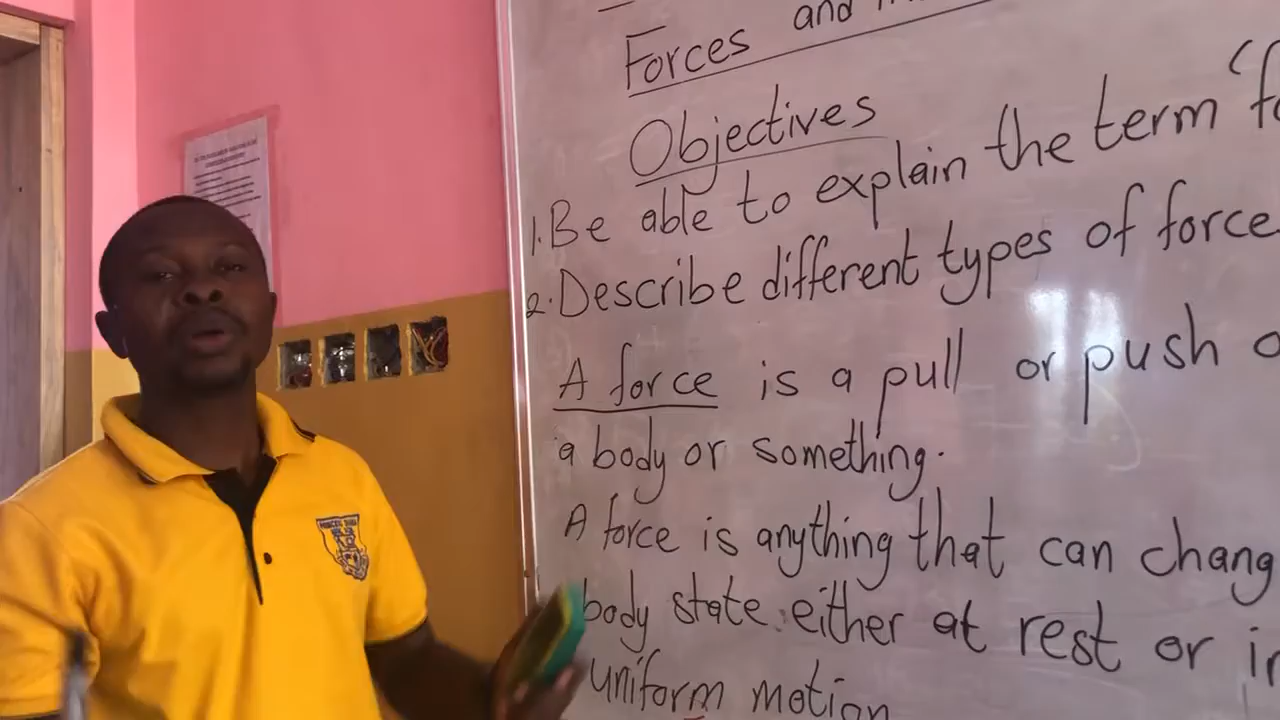 Forces and
Objectives
1. Be able to explain the term "fo
2. Describe different types of force
A force is a pull or push o
a body or something.
A force is anything that can chang
body state either at rest or in
uniform motion